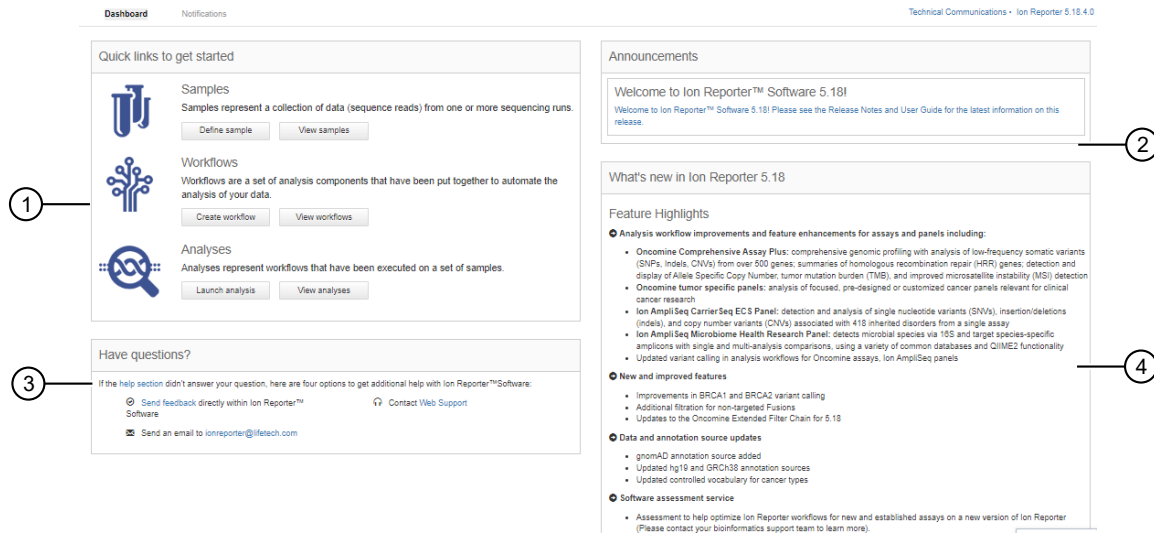 Dashboard
Notifications
Technical Communications • Ion Reporter 5.18.4.0
Quick links to get started
Samples
Samples represent a collection of data (sequence reads) from one or more sequencing runs.
Define sample
View samples
Workflows
Workflows are a set of analysis components that have been put together to automate the
analysis of your data.
Create workflow
View workflows
1
Analyses
Analyses represent workflows that have been executed on a set of samples.
Launch analysis
View analyses
Have questions?
3
If the help section didn't answer your question, here are four options to get additional help with Ion Reporter™Software:
Send feedback directly within Ion Reporter™
Software
Contact Web Support
Send an email to ionreporter@lifetech.com
Announcements
Welcome to Ion Reporter™ Software 5.18!
Welcome to Ion Reporter™ Software 5.18! Please see the Release Notes and User Guide for the latest information on this
release.
2
What's new in Ion Reporter 5.18
Feature Highlights
Analysis workflow improvements and feature enhancements for assays and panels including:
• Oncomine Comprehensive Assay Plus: comprehensive genomic profiling with analysis of low-frequency somatic variants
(SNPs, Indels, CNVs) from over 500 genes; summaries of homologous recombination repair (HRR) genes; detection and
display of Allele Specific Copy Number, tumor mutation burden (TMB), and improved microsatellite instability (MSI) detection
• Oncomine tumor specific panels: analysis of focused, pre-designed or customized cancer panels relevant for clinical
cancer research
• Ion AmpliSeq CarrierSeq ECS Panel: detection and analysis of single nucleotide variants (SNVs), insertion/deletions
(indels), and copy number variants (CNVs) associated with 418 inherited disorders from a single assay
• Ion AmpliSeq Microbiome Health Research Panel: detects microbial species via 16S and target species-specific
amplicons with single and multi-analysis comparisons, using a variety of common databases and QIIME2 functionality
• Updated variant calling in analysis workflows for Oncomine assays, Ion AmpliSeq panels
4
New and improved features
• Improvements in BRCA1 and BRCA2 variant calling
• Additional filtration for non-targeted Fusions
• Updates to the Oncomine Extended Filter Chain for 5.18
Data and annotation source updates
• gnomAD annotation source added
• Updated hg19 and GRCh38 annotation sources
• Updated controlled vocabulary for cancer types
Software assessment service
• Assessment to help optimize Ion Reporter workflows for new and established assays on a new version of Ion Reporter
(Please contact your bioinformatics support team to learn more).